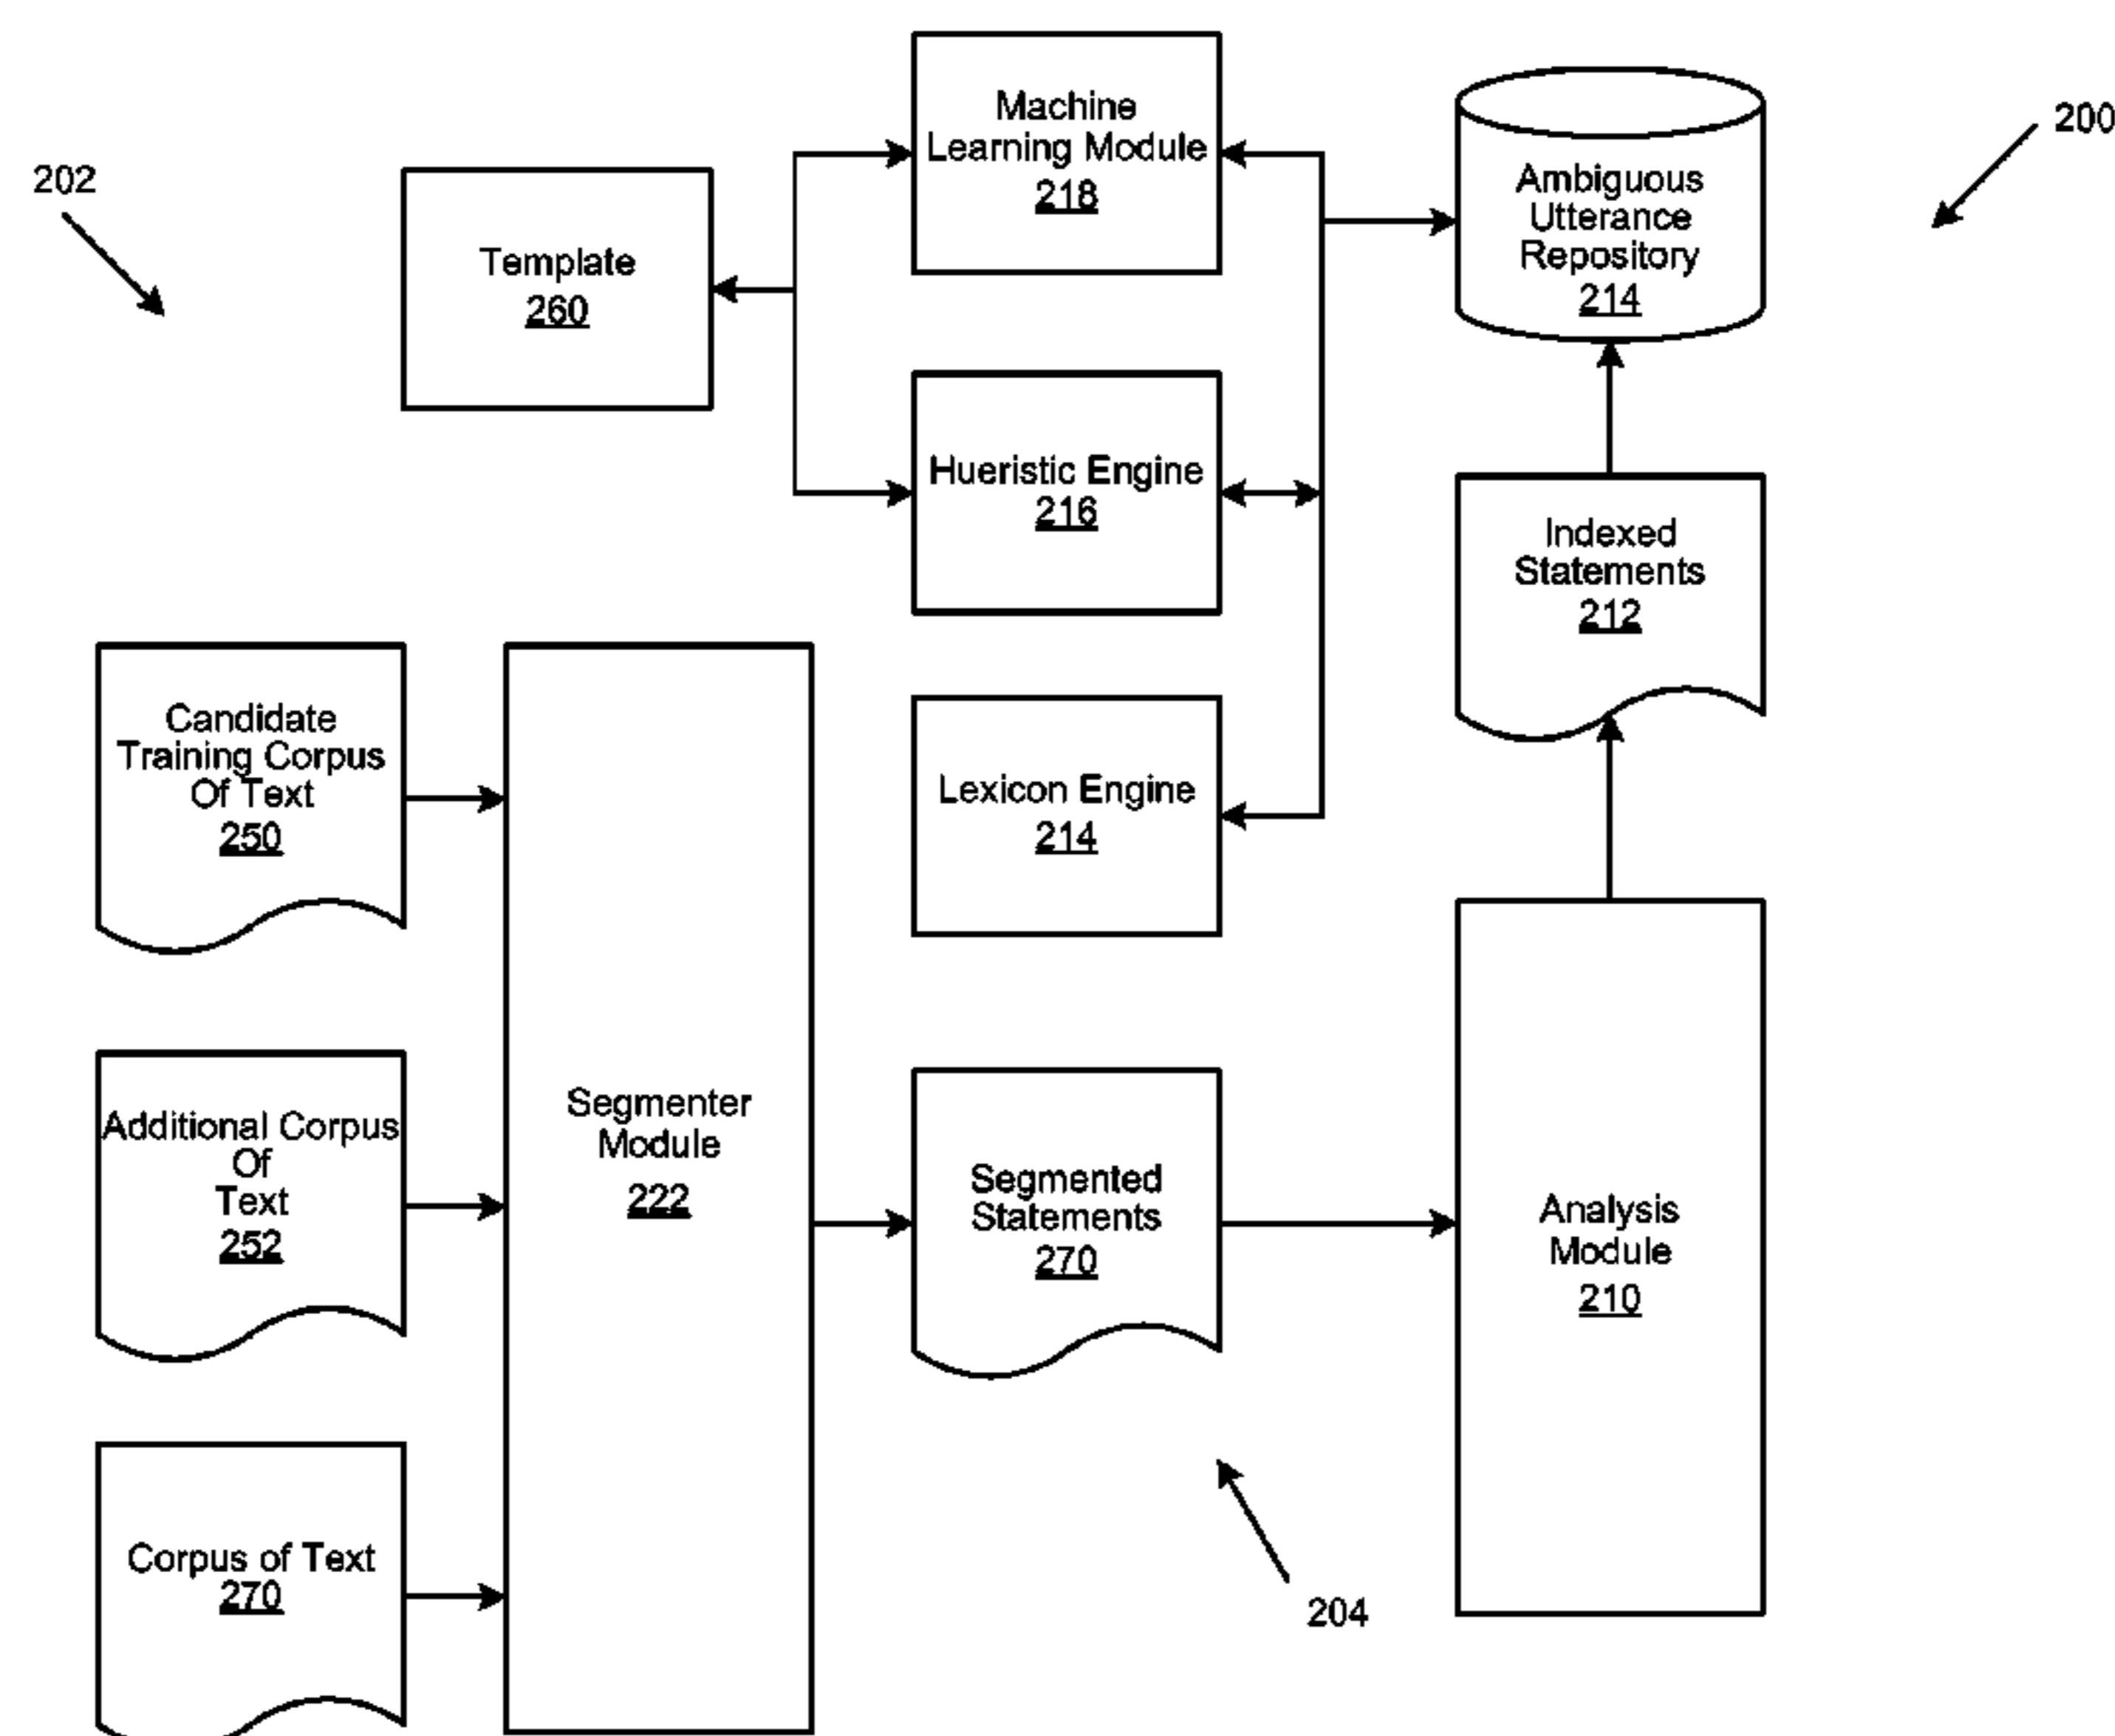 202
200
Template
260
Machine
Learning Module
218
Ambiguous
Utterance
Repository
214
Hueristic Engine
216
Indexed
Statements
212
Lexicon Engine
214
Candidate
Training Corpus
Of Text
250
Additional Corpus
Of
Text
252
Corpus of Text
270
Segmenter
Module
222
Segmented
Statements
270
Analysis
Module
210
204